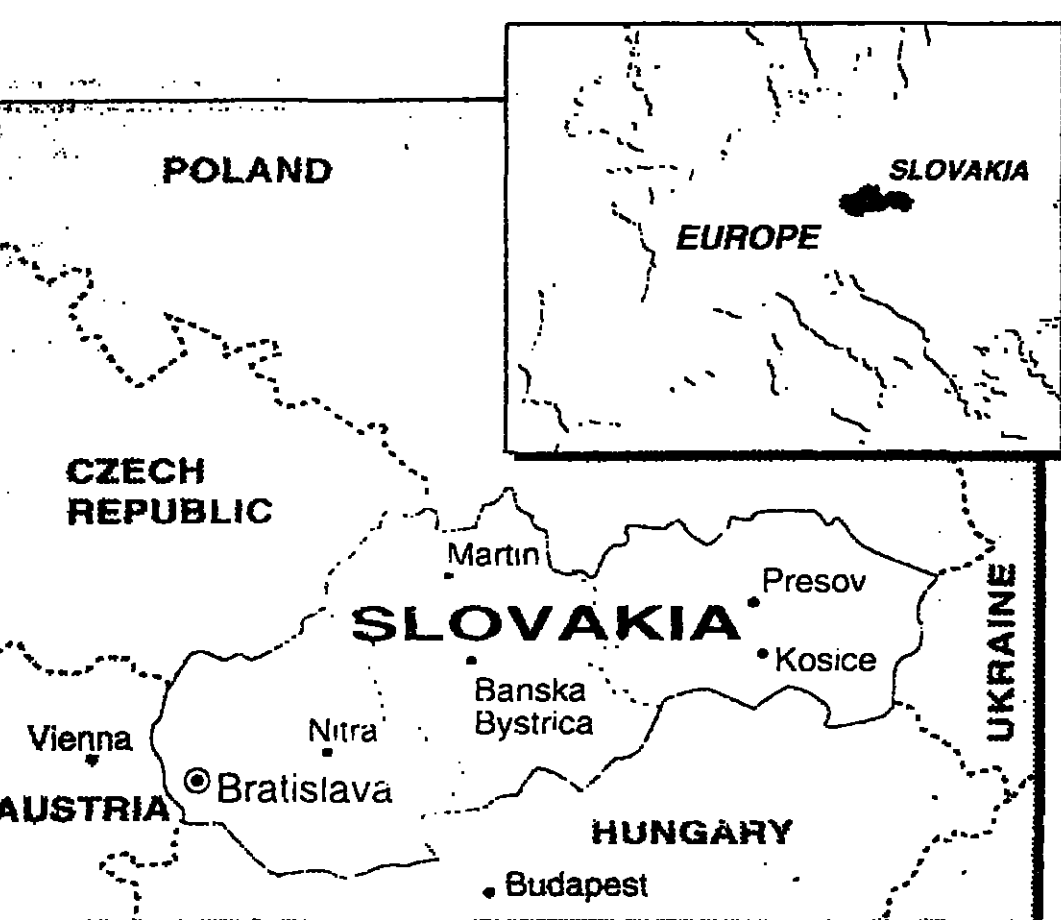 POLAND
SLOVAKIA
EUROPE
CZECH
REPUBLIC
Martin
Presov
SLOVAKIA
Kosice
UKRAINE
Banska
Bystrica
Nitra
Vienna
Bratislava
AUSTRIA
HUNGARY
Budapest